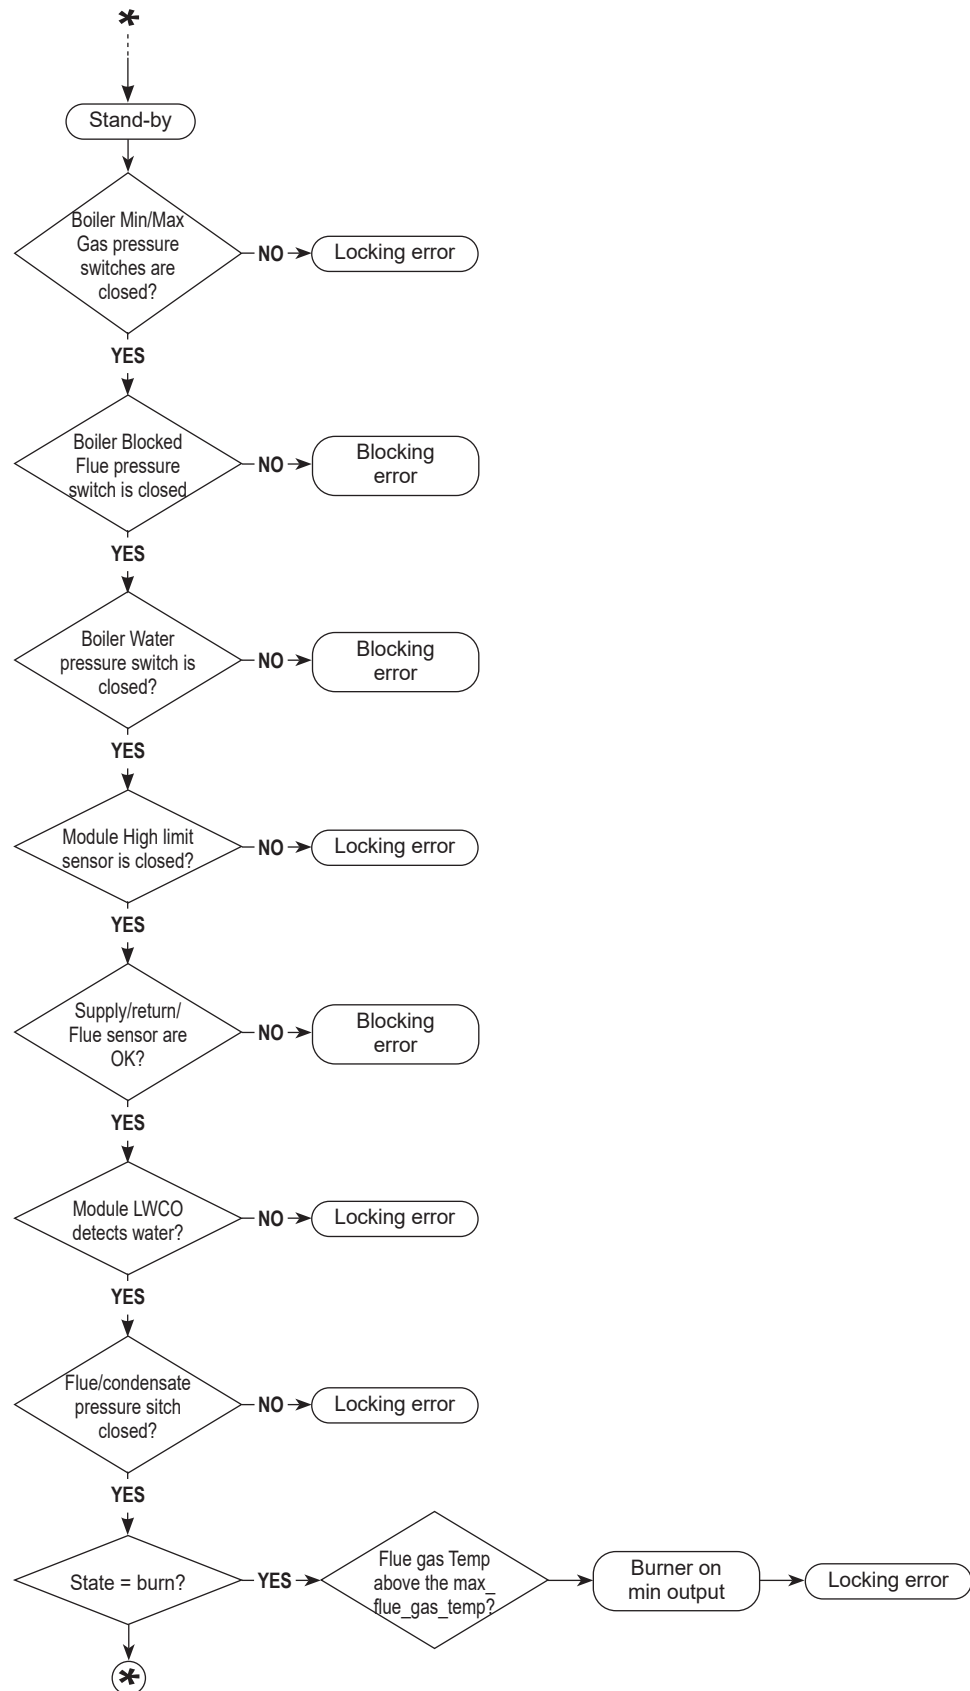 *
Stand-by
Boiler Min/Max
Gas pressure
switches are
closed?
NO
Locking error
YES
Boiler Blocked
Flue pressure
switch is closed
NO
Blocking
error
YES
Boiler Water
pressure switch is
closed?
NO
Blocking
error
YES
Module High limit
sensor is closed?
NO
Locking error
YES
Supply/return/
Flue sensor are
OK?
NO
Blocking
error
YES
Module LWCO
detects water?
NO
Locking error
YES
Flue/condensate
pressure sitch
closed?
NO
Locking error
YES
State = burn?
YES
Flue gas Temp
above the max_
flue_gas_temp?
Burner on
min output
Locking error
*